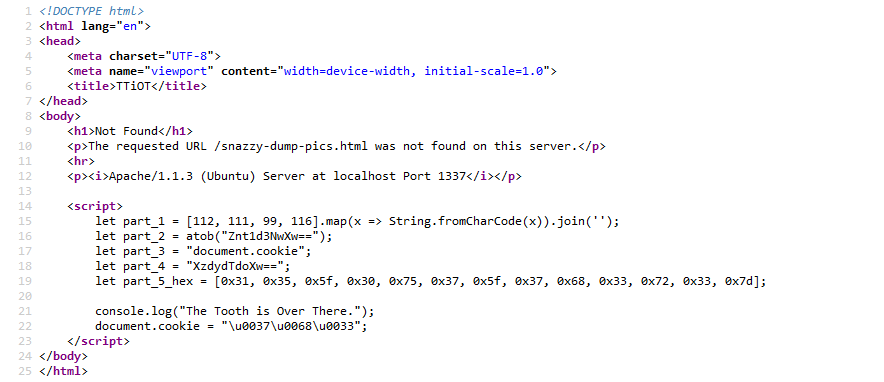 1 <!DOCTYPE html>
2 <html lang="en">
3 <head>
4     <meta charset="UTF-8">
5     <meta name="viewport" content="width=device-width, initial-scale=1.0">
6     <title>TTiOT</title>
7 </head>
8 <body>
9     <h1>Not Found</h1>
10     <p>The requested URL /snazzy-dump-pics.html was not found on this server.</p>
11     <hr>
12     <p><i>Apache/1.1.3 (Ubuntu) Server at localhost Port 1337</i></p>
13
14     <script>
15         let part_1 = [112, 111, 99, 116].map(x => String.fromCharCode(x)).join('');
16         let part_2 = atob("Znt1d3NwXw==");
17         let part_3 = "document.cookie";
18         let part_4 = "XzdydTdoXw==";
19         let part_5_hex = [0x31, 0x35, 0x5f, 0x30, 0x75, 0x37, 0x5f, 0x37, 0x68, 0x33, 0x72, 0x33, 0x7d];
20
21         console.log("The Tooth is Over There.");
22         document.cookie = "\u0037\u0068\u0033";
23     </script>
24 </body>
25 </html>